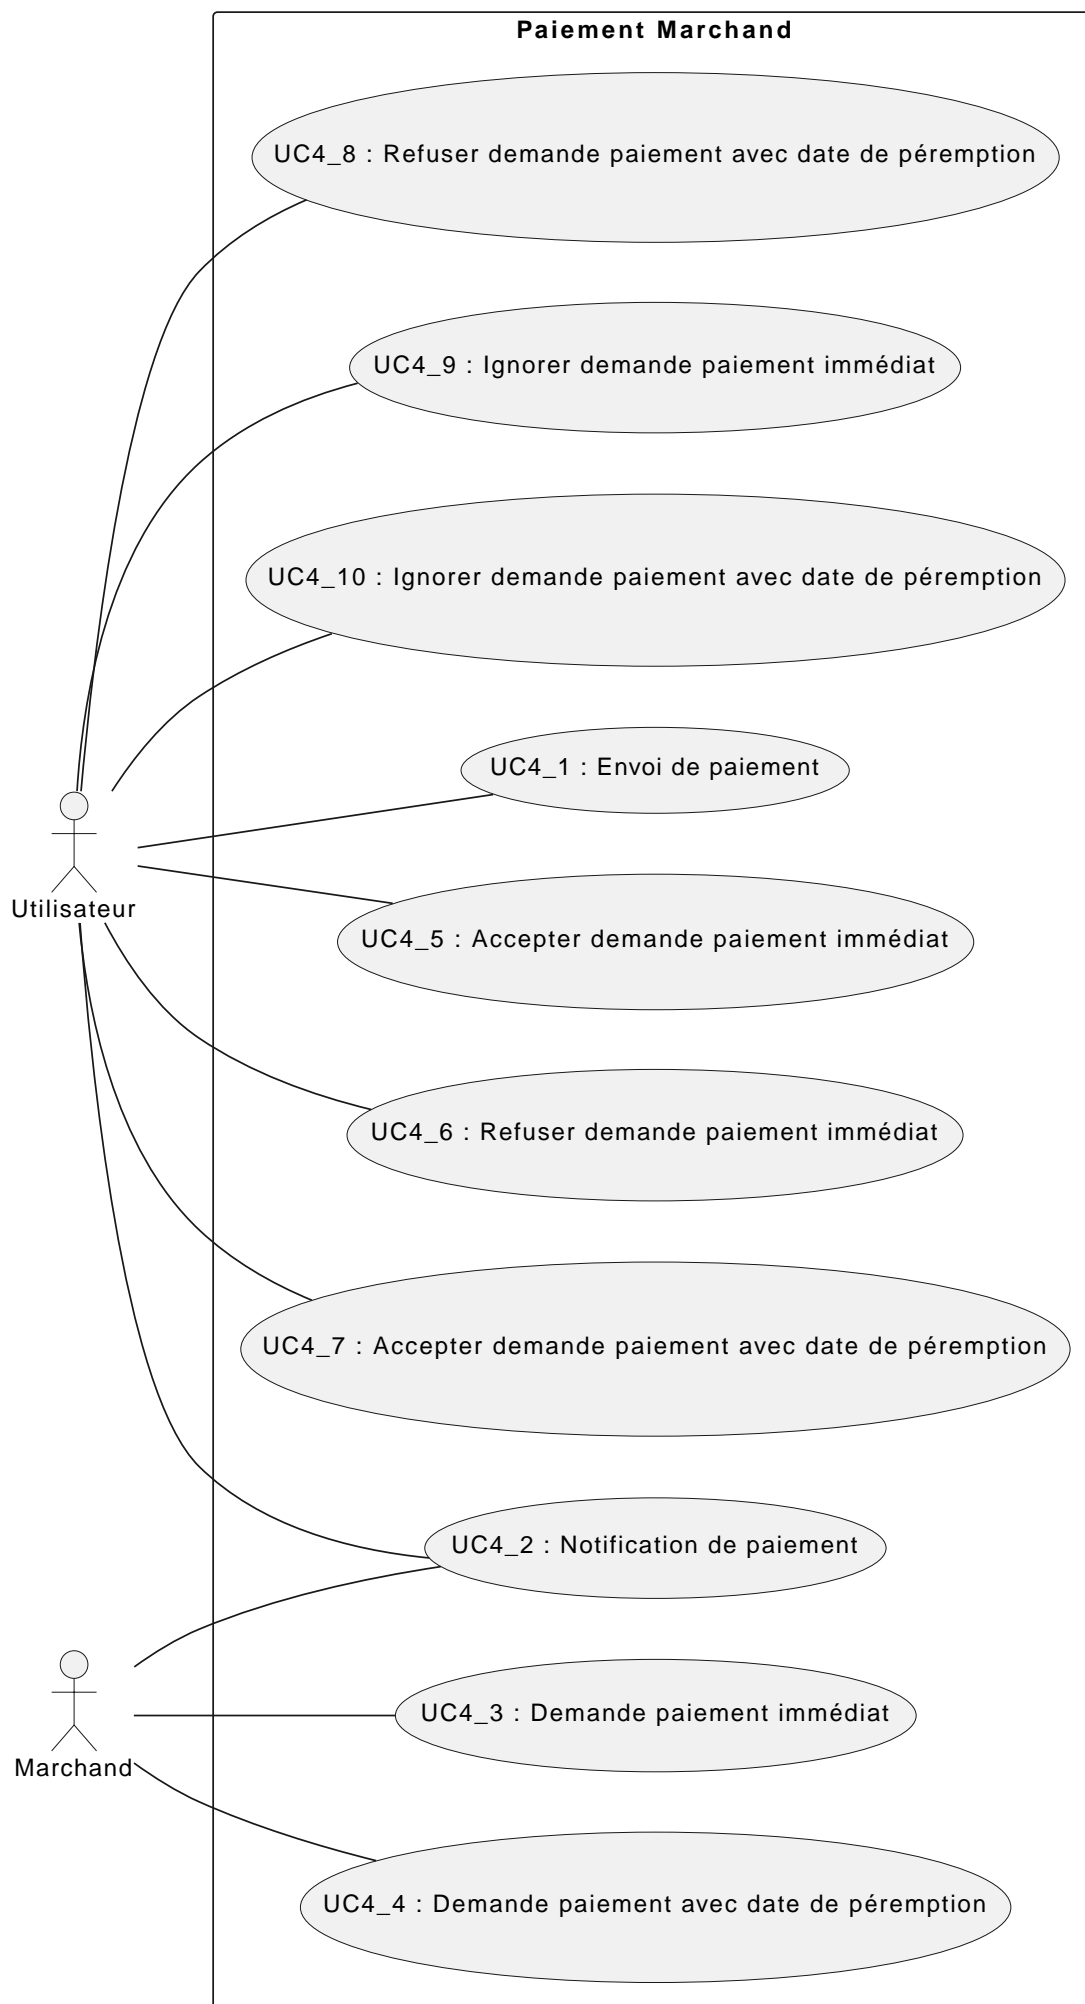 Paiement Marchand
UC4_8 : Refuser demande paiement avec date de péremption
UC4_9 : Ignorer demande paiement immédiat
UC4_10 : Ignorer demande paiement avec date de péremption
UC4_1 : Envoi de paiement
Utilisateur
UC4_5 : Accepter demande paiement immédiat
UC4_6 : Refuser demande paiement immédiat
UC4_7 : Accepter demande paiement avec date de péremption
UC4_2 : Notification de paiement
UC4_3 : Demande paiement immédiat
Marchand
UC4_4 : Demande paiement avec date de péremption